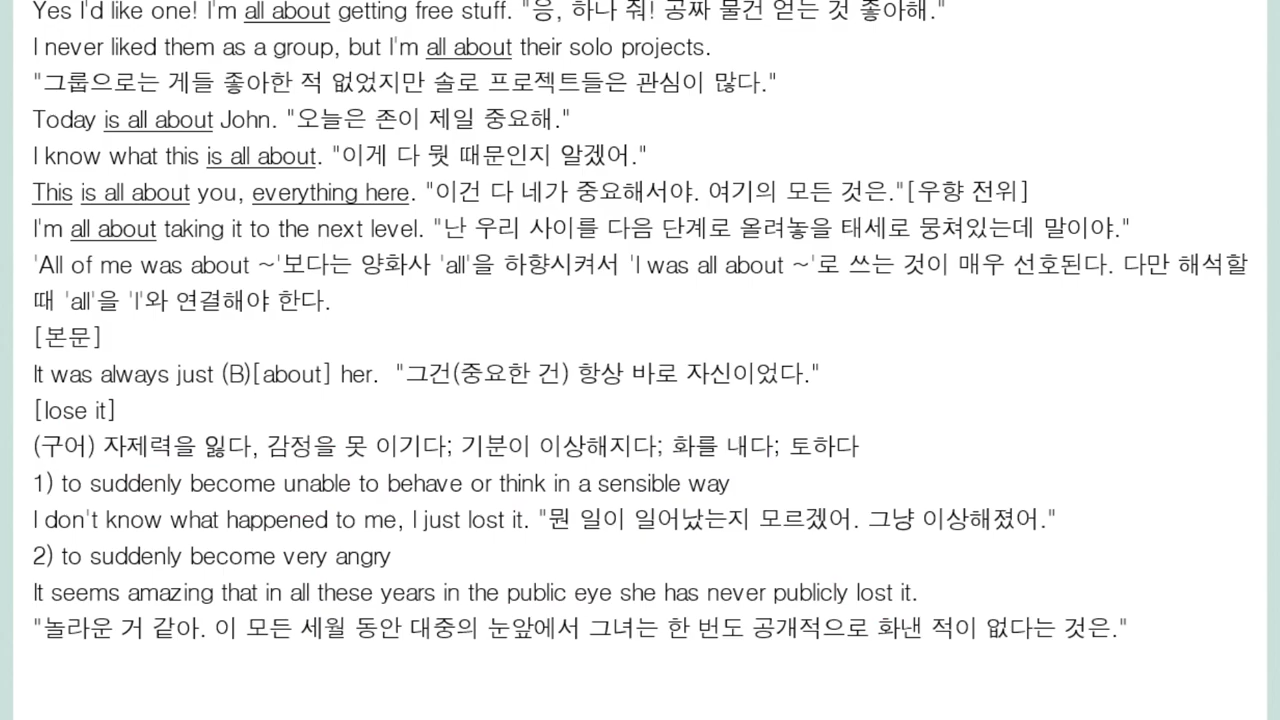 Yes I'd like one! I'm all about getting free stuff. "응, 하나 줘! 공짜 물건 얻는 것 좋아해."
I never liked them as a group, but I'm all about their solo projects.
"그룹으로는 게들 좋아한 적 없었지만 솔로 프로젝트들은 관심이 많다."
Today is all about John. "오늘은 존이 제일 중요해."
I know what this is all about. "이게 다 뭣 때문인지 알겠어."
This is all about you, everything here. "이건 다 네가 중요해서야. 여기의 모든 것은."[우향 전위]
I'm all about taking it to the next level. "난 우리 사이를 다음 단계로 올려놓을 태세로 뭉쳐있는데 말이야."
'All of me was about ~'보다는 양화사 'all'을 하향시켜서 'I was all about ~'로 쓰는 것이 매우 선호된다. 다만 해석할
때 'all'을 'I'와 연결해야 한다.
[본문]
It was always just (B)[about] her. "그건(중요한 건) 항상 바로 자신이었다."
[lose it]
(구어) 자제력을 잃다, 감정을 못 이기다; 기분이 이상해지다; 화를 내다; 토하다
1) to suddenly become unable to behave or think in a sensible way
I don't know what happened to me, I just lost it. "뭔 일이 일어났는지 모르겠어. 그냥 이상해졌어."
2) to suddenly become very angry
It seems amazing that in all these years in the public eye she has never publicly lost it.
"놀라운 거 같아. 이 모든 세월 동안 대중의 눈앞에서 그녀는 한 번도 공개적으로 화낸 적이 없다는 것은."